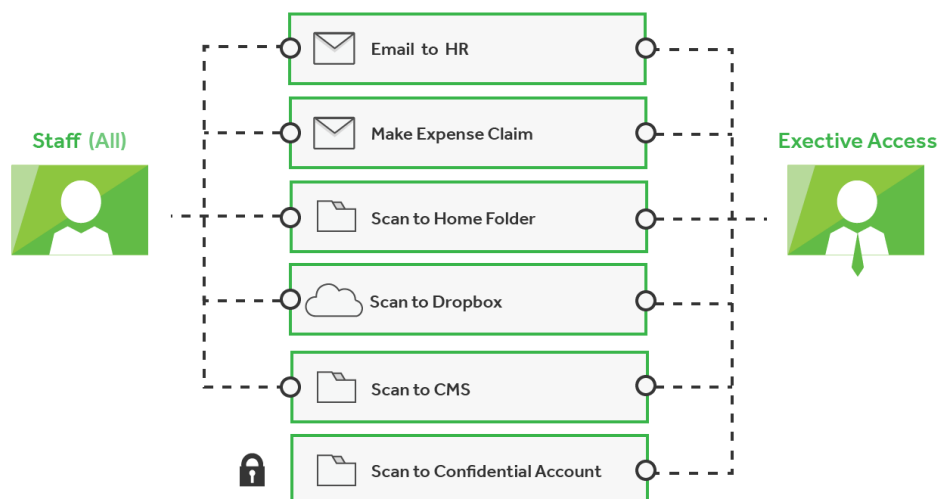 Email to HR
Make Expense Claim
Staff (All)
Exective Access
Scan to Home Folder
Scan to Dropbox
Scan to CMS
Scan to Confidential Account